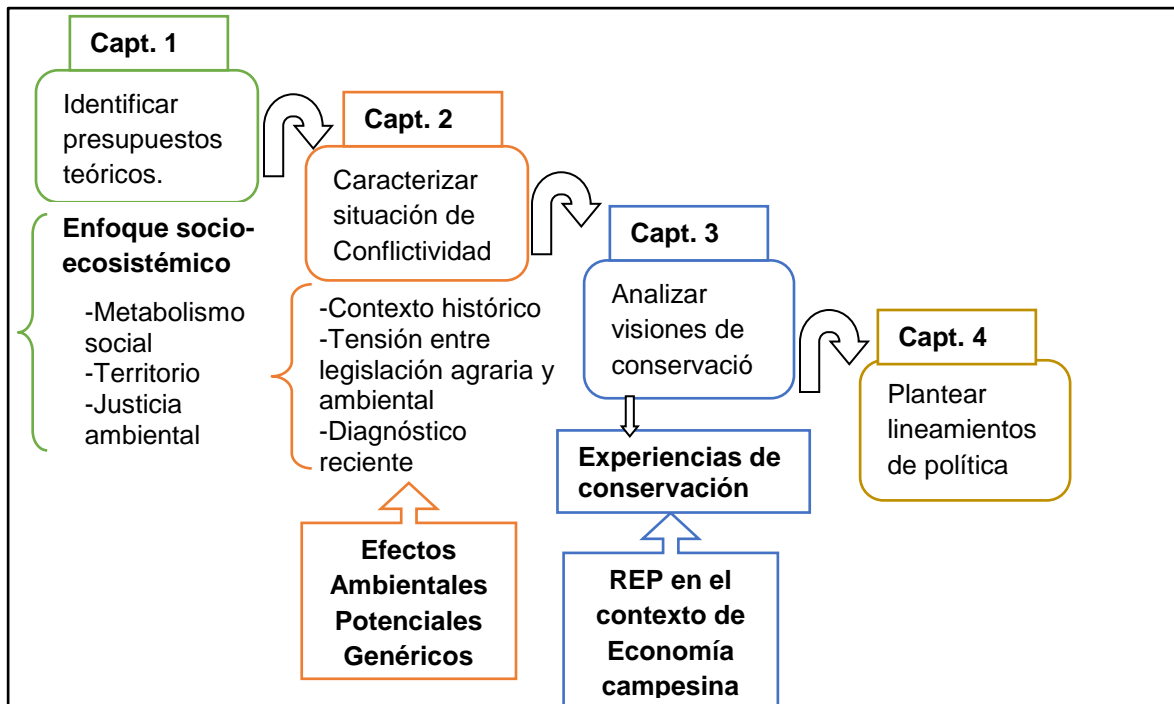 Capt. 1
Identificar
presupuestos
teóricos.
Enfoque socio-
ecosistémico
-Metabolismo
social
-Territorio
-Justicia
ambiental
Capt. 2
Caracterizar
situación de
Conflictividad
-Contexto histórico
-Tensión entre
legislación agraria y
ambiental
-Diagnóstico
reciente
Efectos
Ambientales
Potenciales
Genéricos
Capt. 3
Analizar
visiones de
conservació
Experiencias de
conservación
REP en el
contexto de
Economía
campesina
Capt. 4
Plantear
lineamientos
de política